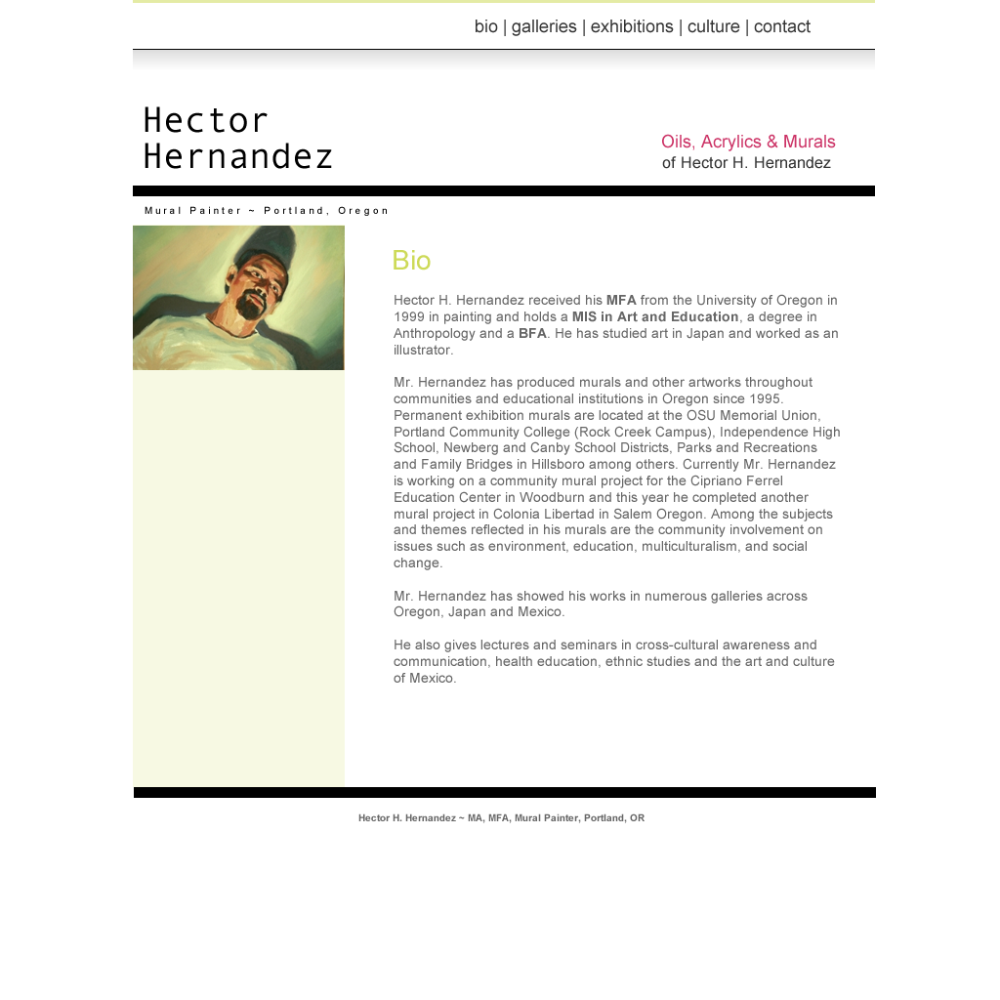 bio | galleries | exhibitions | culture | contact
Hector
Hernandez
Oils, Acrylics & Murals
of Hector H. Hernandez
Mural Painter ~ Portland, Oregon
Bio
Hector H. Hernandez received his MFA from the University of Oregon in
1999 in painting and holds a MIS in Art and Education, a degree in
Anthropology and a BFA. He has studied art in Japan and worked as an
illustrator.
Mr. Hernandez has produced murals and other artworks throughout
communities and educational institutions in Oregon since 1995.
Permanent exhibition murals are located at the OSU Memorial Union,
Portland Community College (Rock Creek Campus), Independence High
School, Newberg and Canby School Districts, Parks and Recreations
and Family Bridges in Hillsboro among others. Currently Mr. Hernandez
is working on a community mural project for the Cipriano Ferrel
Education Center in Woodburn and this year he completed another
mural project in Colonia Libertad in Salem Oregon. Among the subjects
and themes reflected in his murals are the community involvement on
issues such as environment, education, multiculturalism, and social
change.
Mr. Hernandez has showed his works in numerous galleries across
Oregon, Japan and Mexico.
He also gives lectures and seminars in cross-cultural awareness and
communication, health education, ethnic studies and the art and culture
of Mexico.
Hector H. Hernandez ~ MA, MFA, Mural Painter, Portland, OR